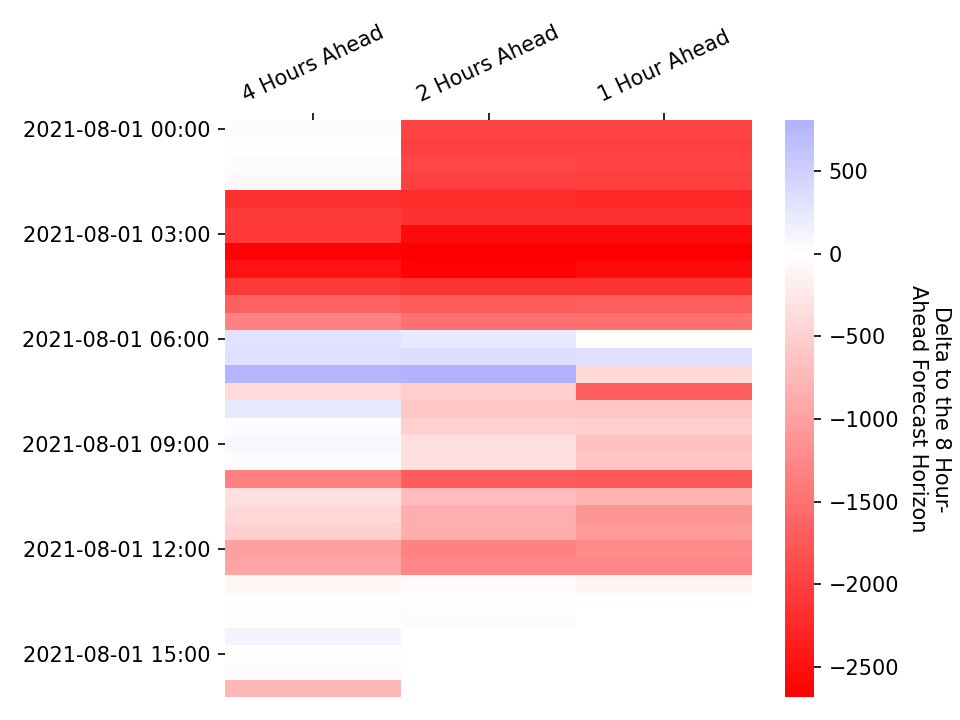 4 Hours Ahead
2 Hours Ahead
1 Hour Ahead
2021-08-01 00:00
2021-08-01 03:00
2021-08-01 06:00
2021-08-01 09:00
2021-08-01 12:00
2021-08-01 15:00
500
0
−500
−1000
−1500
−2000
−2500
Delta to the 8 Hour-
Ahead Forecast Horizon